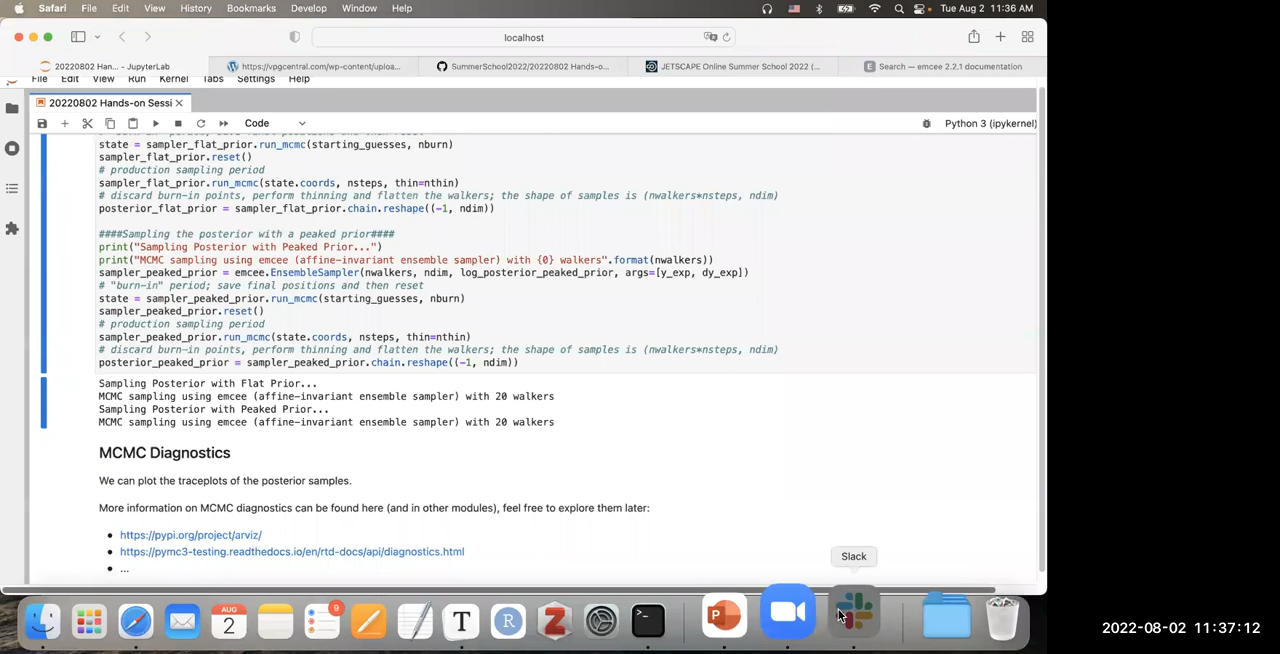 Safari File Edit View History Bookmarks Develop Window Help Tue Aug 2 11:36 AM
localhost
20220802 Han... - JupyterLab https://vpgcentral.com/wp-content/uploa... SummerSchool2022/20220802 Hands-o... JETSCAPE Online Summer School 2022 (... E Search — emcee 2.2.1 documentation
File Edit View Run Kernel Tabs Settings Help
20220802 Hands-on Sessi
Code Python 3 (ipykernel)
state = sampler_flat_prior.run_mcmc(starting_guesses, nburn)
sampler_flat_prior.reset()
# production sampling period
sampler_flat_prior.run_mcmc(state.coords, nsteps, thin=nthin)
# discard burn-in points, perform thinning and flatten the walkers; the shape of samples is (nwalkers*nsteps, ndim)
posterior_flat_prior = sampler_flat_prior.chain.reshape((-1, ndim))
####Sampling the posterior with a peaked prior####
print("Sampling Posterior with Peaked Prior...")
print("MCMC sampling using emcee (affine-invariant ensemble sampler) with {0} walkers".format(nwalkers))
sampler_peaked_prior = emcee.EnsembleSampler(nwalkers, ndim, log_posterior_peaked_prior, args=[y_exp, dy_exp])
# "burn-in" period; save final positions and then reset
state = sampler_peaked_prior.run_mcmc(starting_guesses, nburn)
sampler_peaked_prior.reset()
# production sampling period
sampler_peaked_prior.run_mcmc(state.coords, nsteps, thin=nthin)
# discard burn-in points, perform thinning and flatten the walkers; the shape of samples is (nwalkers*nsteps, ndim)
posterior_peaked_prior = sampler_peaked_prior.chain.reshape((-1, ndim))
Sampling Posterior with Flat Prior...
MCMC sampling using emcee (affine-invariant ensemble sampler) with 20 walkers
Sampling Posterior with Peaked Prior...
MCMC sampling using emcee (affine-invariant ensemble sampler) with 20 walkers
MCMC Diagnostics
We can plot the traceplots of the posterior samples.
More information on MCMC diagnostics can be found here (and in other modules), feel free to explore them later:
• https://pypi.org/project/arviz/
• https://pymc3-testing.readthedocs.io/en/rtd-docs/api/diagnostics.html
• ...
Slack
AUG
2
9
T
R
Z
P
2022-08-02 11:37:12